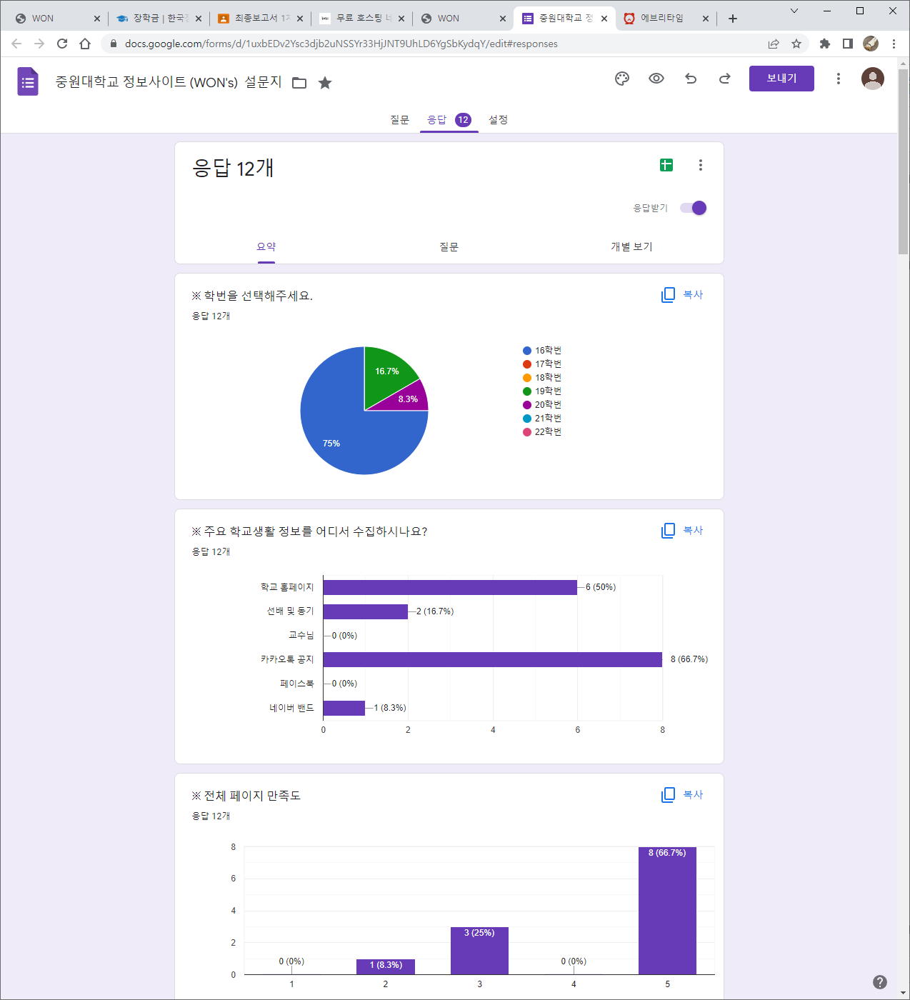 WON
장학금 | 한국장
최종보고서 1차
무료 호스팅 네
WON
중원대학교 정
에브리타임
docs.google.com/forms/d/1uxbEDv2Ysc3djb2uNSSYr33HjJNT9UhLD6YgSbKydqY/edit#responses
중원대학교 정보사이트 (WON's) 설문지
보내기
질문
응답 12
설정
응답 12개
응답받기
요약
질문
개별 보기
※ 학번을 선택해주세요.
복사
응답 12개
16.7%
8.3%
75%
16학번
17학번
18학번
19학번
20학번
21학번
22학번
※ 주요 학교생활 정보를 어디서 수집하시나요?
복사
응답 12개
학교 홈페이지 6 (50%)
선배 및 동기 2 (16.7%)
교수님 0 (0%)
카카오톡 공지 8 (66.7%)
페이스북 0 (0%)
네이버 밴드 1 (8.3%)
0 2 4 6 8
※ 전체 페이지 만족도
복사
응답 12개
8
6
4
2
0
0 (0%) 1 (8.3%) 3 (25%) 0 (0%) 8 (66.7%)
1 2 3 4 5